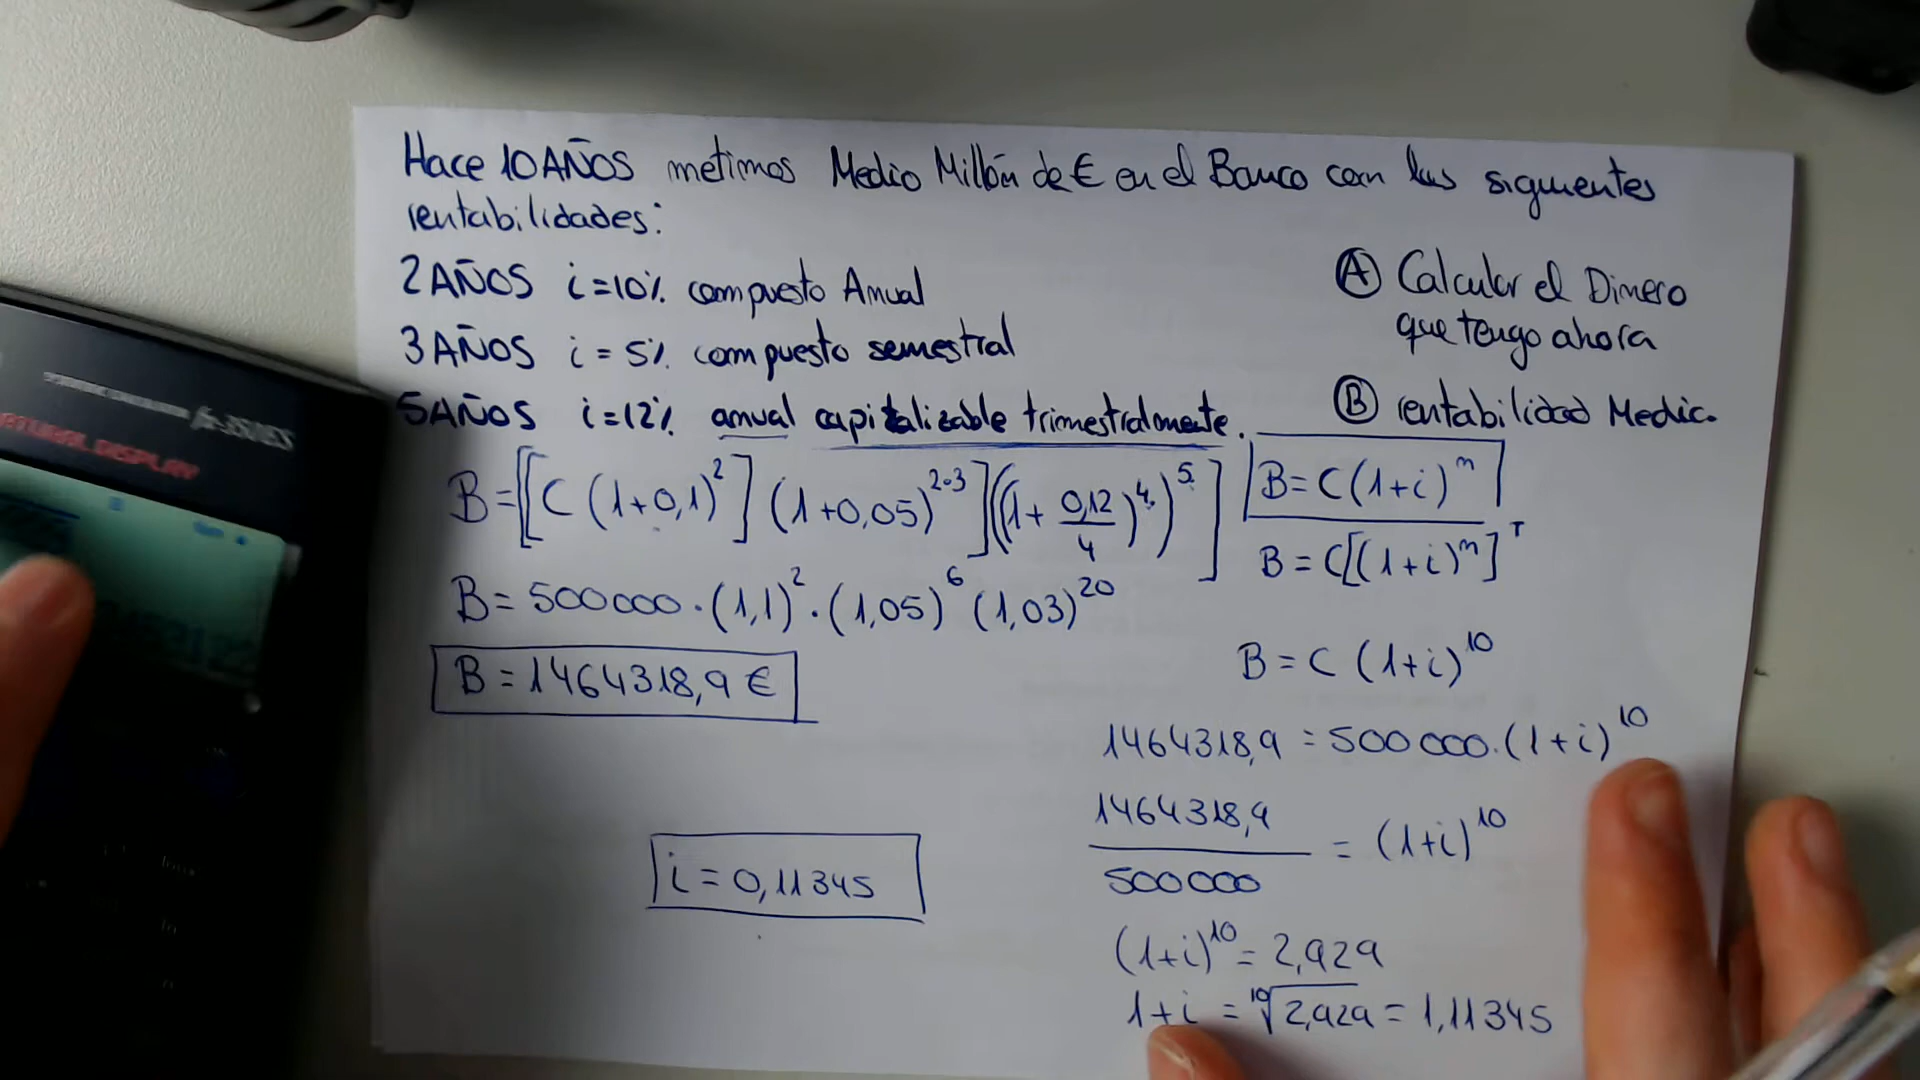 Hace 10 AÑOS metimos Medio Millón de € en el Banco con las siguientes
rentabilidades:
2 AÑOS i=10% compuesto Anual
3 AÑOS i=5% compuesto semestral
5 AÑOS i=12% anual capitalizable trimestralmente.
Ⓐ Calcular el Dinero
que tengo ahora
Ⓑ rentabilidad Media.
B=[[C(1+0,1)^2](1+0,05)^2·3]((1+0,12/4)^4)^5]
B=500000·(1,1)^2·(1,05)^6(1,03)^20
B=1464318,9€
B=C(1+i)^n
B=C[(1+i)^n]^T
B=C(1+i)^10
1464318,9=500000·(1+i)^10
1464318,9/500000=(1+i)^10
(1+i)^10=2,929
1+i=10√2,929=1,11345
i=0,11345